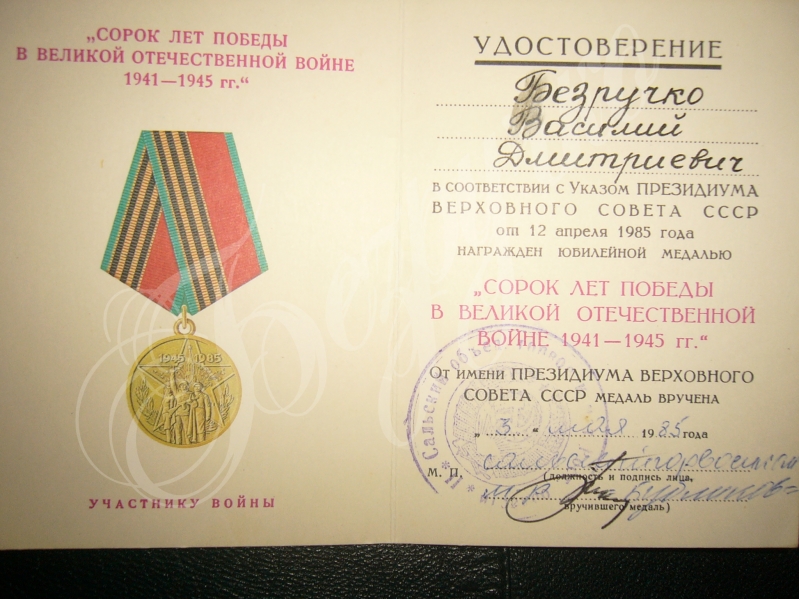 „СОРОК ЛЕТ ПОБЕДЫ
В ВЕЛИКОЙ ОТЕЧЕСТВЕННОЙ ВОЙНЕ
1941—1945 гг.“
1945 1985
УЧАСТНИКУ ВОЙНЫ
УДОСТОВЕРЕНИЕ
Безручко
Василий
Дмитриевич
В СООТВЕТСТВИИ С УКАЗОМ ПРЕЗИДИУМА
ВЕРХОВНОГО СОВЕТА СССР
от 12 апреля 1985 года
НАГРАЖДЕН ЮБИЛЕЙНОЙ МЕДАЛЬЮ
„СОРОК ЛЕТ ПОБЕДЫ
В ВЕЛИКОЙ ОТЕЧЕСТВЕННОЙ
ВОЙНЕ 1941—1945 гг.“
От имени ПРЕЗИДИУМА ВЕРХОВНОГО
СОВЕТА СССР МЕДАЛЬ ВРУЧЕНА
„3“ мая 1985 года
М. П.
(должность и подпись лица,
вручившего медаль)
Сальский